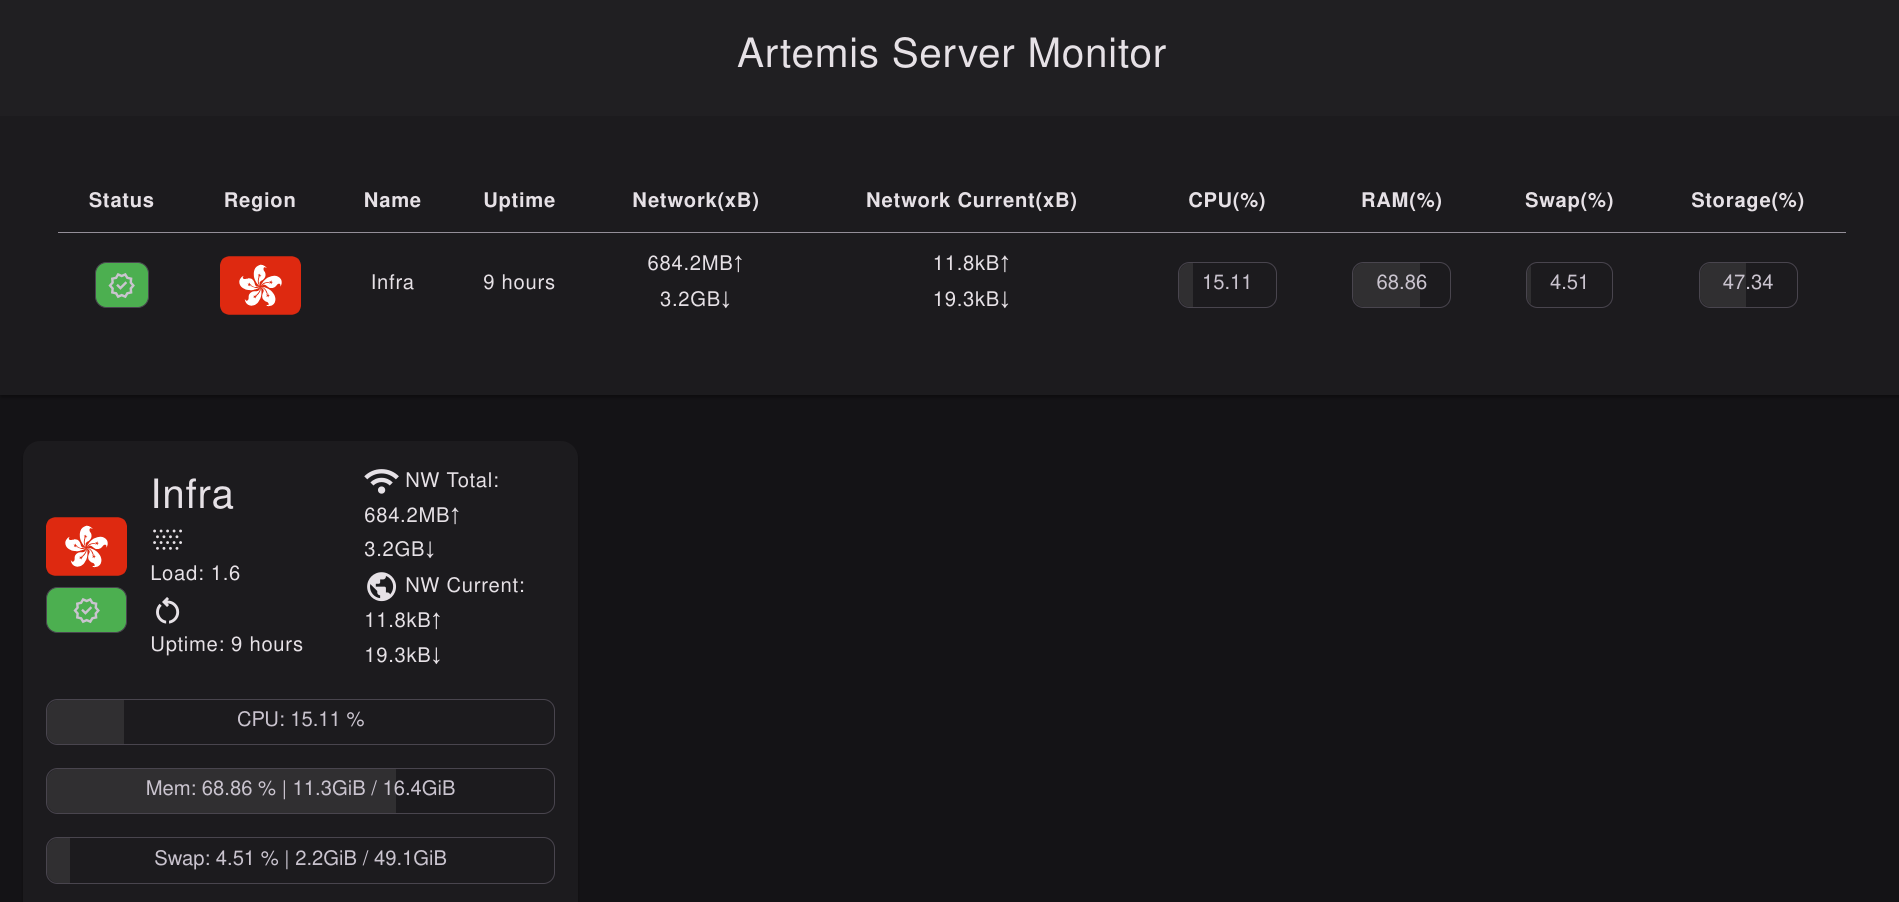 Artemis Server Monitor
Status Region Name Uptime Network(xB) Network Current(xB) CPU(%) RAM(%) Swap(%) Storage(%)
Infra 9 hours 684.2MB↑ 11.8kB↑ 15.11 68.86 4.51 47.34
3.2GB↓ 19.3kB↓
Infra
Load: 1.6
Uptime: 9 hours
NW Total:
684.2MB↑
3.2GB↓
NW Current:
11.8kB↑
19.3kB↓
CPU: 15.11 %
Mem: 68.86 % | 11.3GiB / 16.4GiB
Swap: 4.51 % | 2.2GiB / 49.1GiB